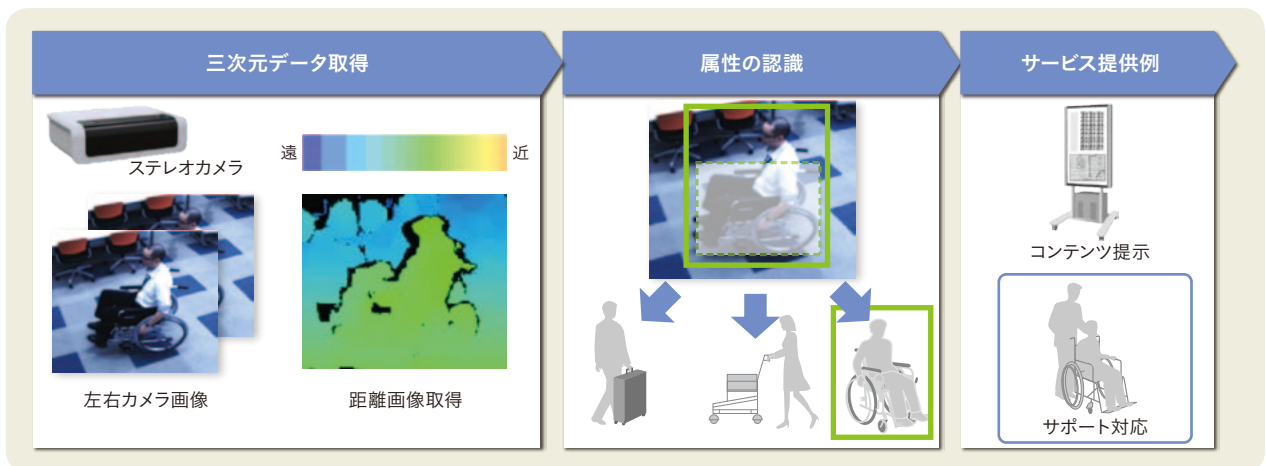 三次元データ取得
属性の認識
サービス提供例
ステレオカメラ
遠
近
左右カメラ画像
距離画像取得
コンテンツ提示
サポート対応